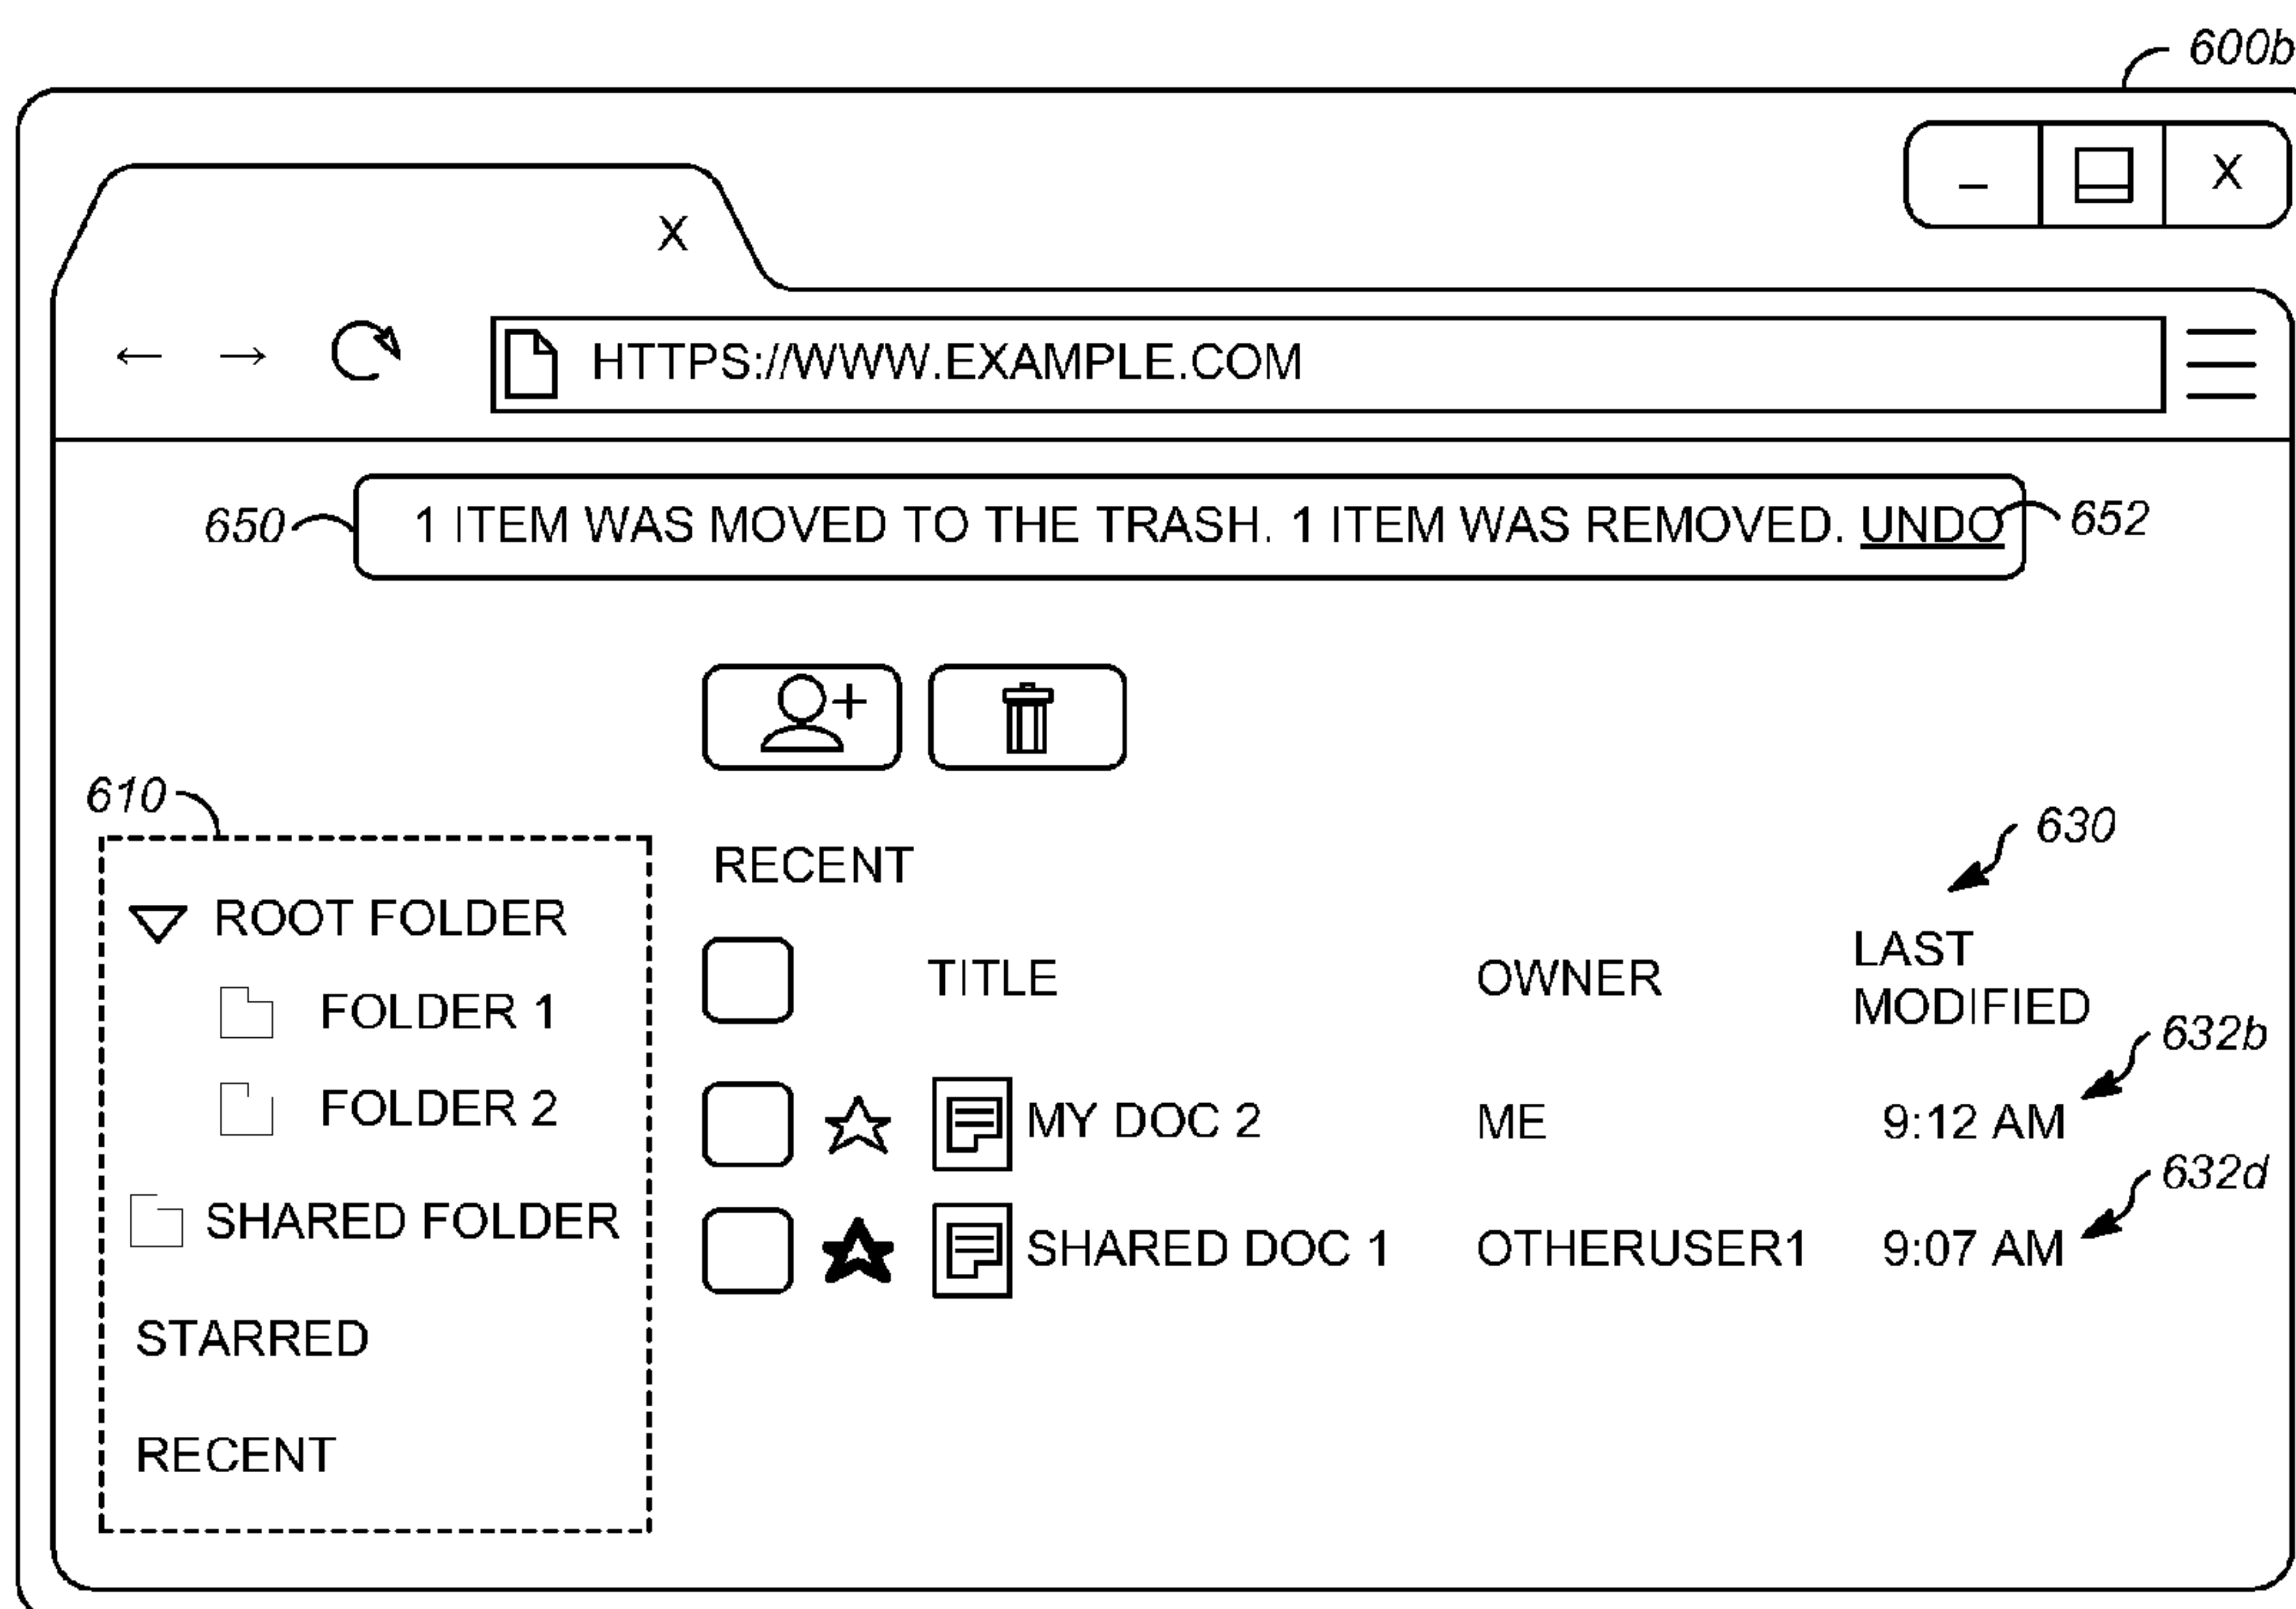 600b
X
X
HTTPS://WWW.EXAMPLE.COM
650 1 ITEM WAS MOVED TO THE TRASH. 1 ITEM WAS REMOVED. UNDO 652
610
ROOT FOLDER
FOLDER 1
FOLDER 2
SHARED FOLDER
STARRED
RECENT
RECENT
630
TITLE OWNER LAST
MODIFIED
632b
MY DOC 2 ME 9:12 AM
632d
SHARED DOC 1 OTHERUSER1 9:07 AM